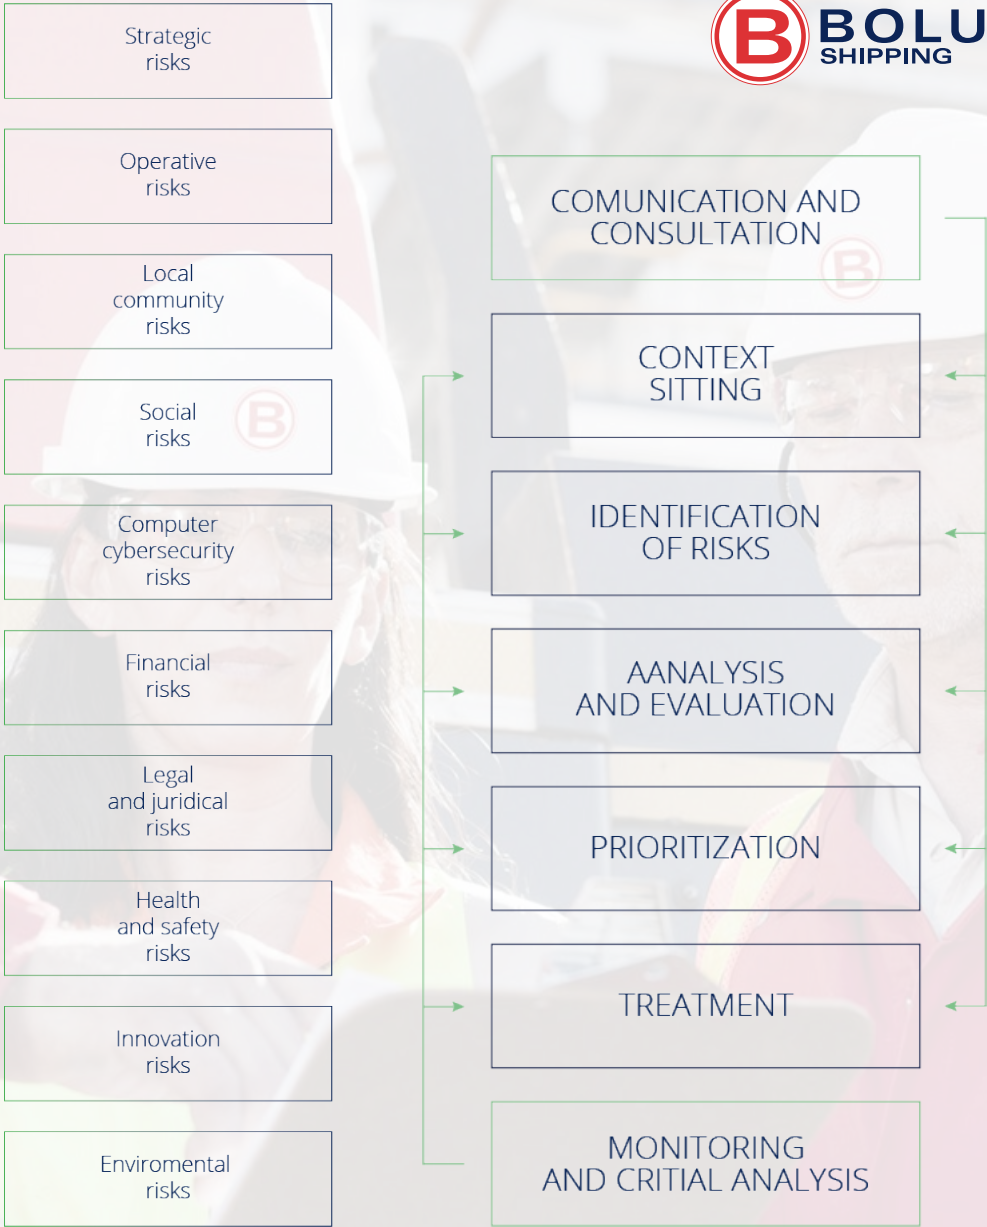 BOLU
SHIPPING
Strategic
risks
Operative
risks
Local
community
risks
Social
risks
Computer
cybersecurity
risks
Financial
risks
Legal
and juridical
risks
Health
and safety
risks
Innovation
risks
Enviromental
risks
COMUNICATION AND
CONSULTATION
CONTEXT
SITTING
IDENTIFICATION
OF RISKS
AANALYSIS
AND EVALUATION
PRIORITIZATION
TREATMENT
MONITORING
AND CRITIAL ANALYSIS
B
B
B